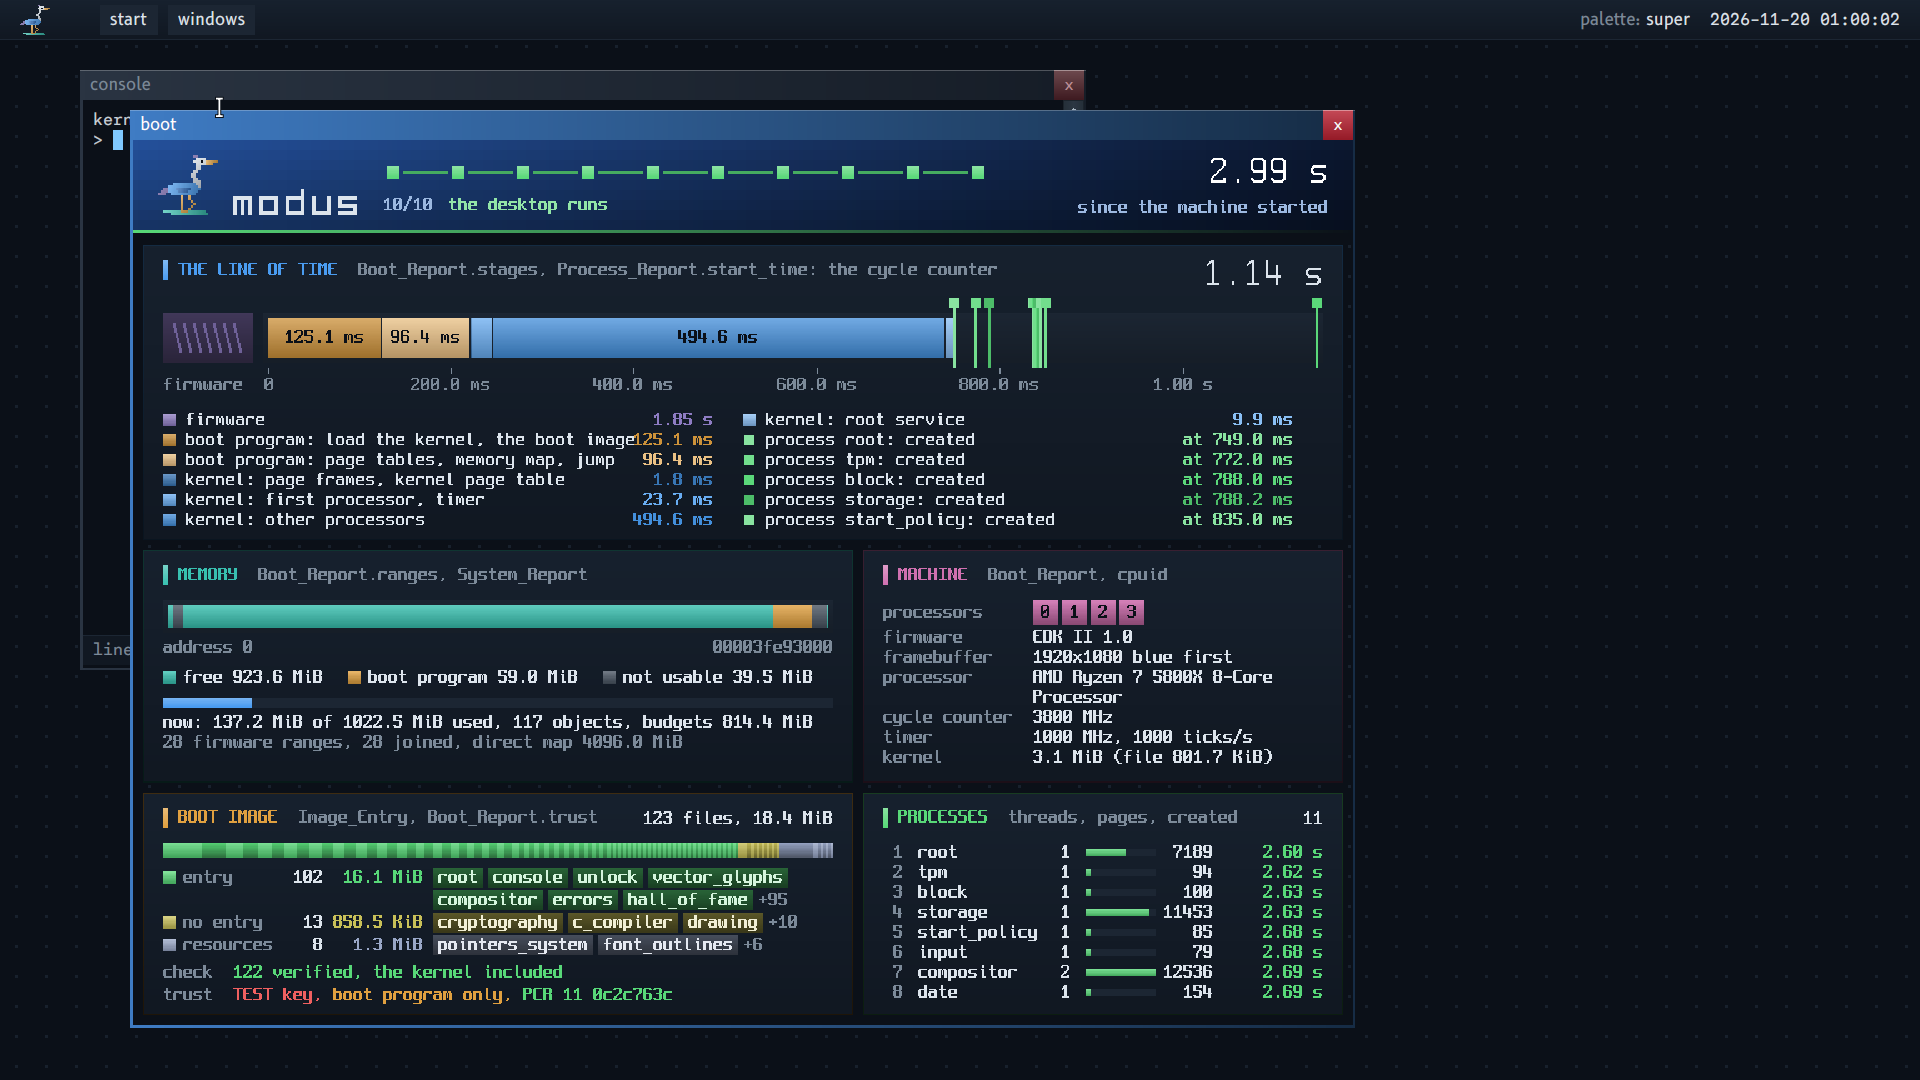 start windows palette: super 2026-11-20 01:00:02
console x
kern
>
boot x
modus 10/10 the desktop runs
2.99 s
since the machine started
THE LINE OF TIME Boot_Report.stages, Process_Report.start_time: the cycle counter 1.14 s
125.1 ms 96.4 ms 494.6 ms
firmware 0 200.0 ms 400.0 ms 600.0 ms 800.0 ms 1.00 s
firmware 1.85 s
boot program: load the kernel, the boot image 125.1 ms
boot program: page tables, memory map, jump 96.4 ms
kernel: page frames, kernel page table 1.8 ms
kernel: first processor, timer 23.7 ms
kernel: other processors 494.6 ms
kernel: root service 9.9 ms
process root: created at 749.0 ms
process tpm: created at 772.0 ms
process block: created at 788.0 ms
process storage: created at 788.2 ms
process start_policy: created at 835.0 ms
line
MEMORY Boot_Report.ranges, System_Report
address 0 00003fe93000
free 923.6 MiB boot program 59.0 MiB not usable 39.5 MiB
now: 137.2 MiB of 1022.5 MiB used, 117 objects, budgets 814.4 MiB
28 firmware ranges, 28 joined, direct map 4096.0 MiB
MACHINE Boot_Report, cpuid
processors 0 1 2 3
firmware EDK II 1.0
framebuffer 1920x1080 blue first
processor AMD Ryzen 7 5800X 8-Core
Processor
cycle counter 3800 MHz
timer 1000 MHz, 1000 ticks/s
kernel 3.1 MiB (file 801.7 KiB)
BOOT IMAGE Image_Entry, Boot_Report.trust 123 files, 18.4 MiB
entry 102 16.1 MiB root console unlock vector_glyphs
compositor errors hall_of_fame +95
no entry 13 858.5 KiB cryptography c_compiler drawing +10
resources 8 1.3 MiB pointers_system font_outlines +6
check 122 verified, the kernel included
trust TEST key, boot program only, PCR 11 0c2c763c
PROCESSES threads, pages, created 11
1 root 1 7189 2.60 s
2 tpm 1 94 2.62 s
3 block 1 100 2.63 s
4 storage 1 11453 2.63 s
5 start_policy 1 85 2.68 s
6 input 1 79 2.68 s
7 compositor 2 12536 2.69 s
8 date 1 154 2.69 s